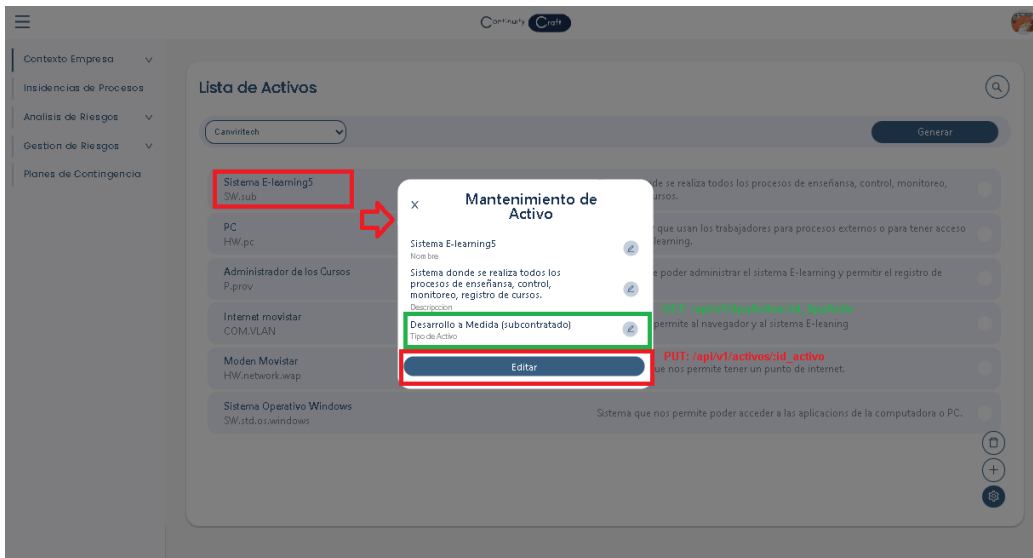 Continuity Craft
Contexto Empresa
Insidencias de Procesos
Analisis de Riesgos
Gestion de Riesgos
Planes de Contingencia
Lista de Activos
Canviritech
Generar
Sistema E-learning5
SW.sub
de se realiza todos los procesos de enseñansa, control, monitoreo,
ursos.
PC
HW.pc
que usan los trabajadores para procesos externos o para tener acceso
learning.
Administrador de los Cursos
P.prov
e poder administrar el sistema E-learning y permitir el registro de
Internet movistar
COM.VLAN
permite al navegador y al sistema E-leaning
Moden Movistar
HW.network.wap
PUT: /api/v1/activos/:id_activo
ue nos permite tener un punto de internet.
Sistema Operativo Windows
SW.std.os.windows
Sistema que nos permite poder acceder a las aplicacions de la computadora o PC.
X
Mantenimiento de
Activo
Sistema E-learning5
Nombre
Sistema donde se realiza todos los
procesos de enseñansa, control,
monitoreo, registro de cursos.
Descripccion
Desarrollo a Medida (subcontratado)
Tipo de Activo
Editar